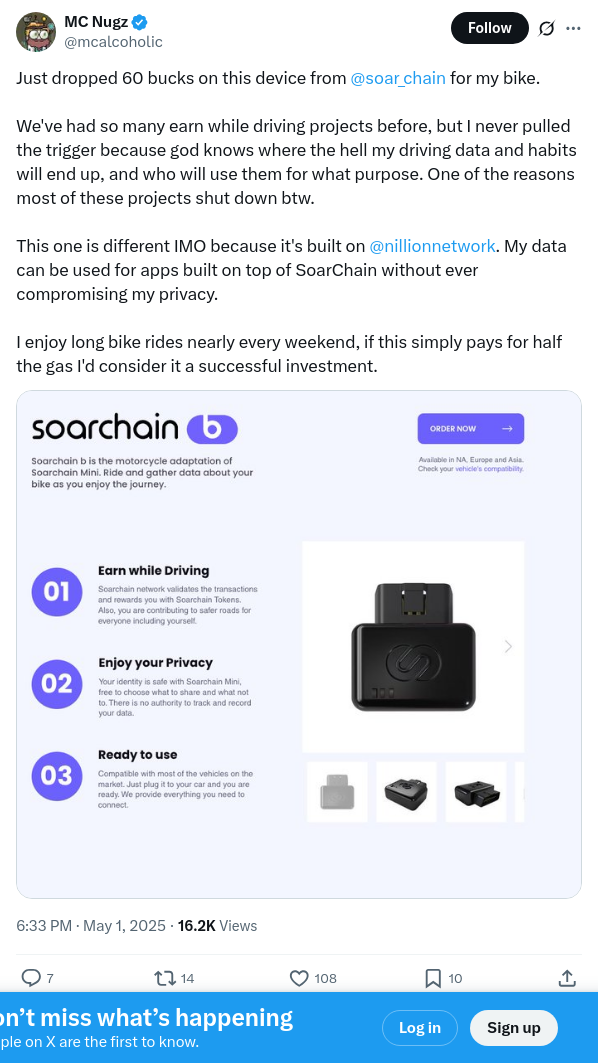 MC Nugz
@mcalcoholic
Follow
Just dropped 60 bucks on this device from @soar_chain for my bike.
We've had so many earn while driving projects before, but I never pulled
the trigger because god knows where the hell my driving data and habits
will end up, and who will use them for what purpose. One of the reasons
most of these projects shut down btw.
This one is different IMO because it's built on @nillionnetwork. My data
can be used for apps built on top of SoarChain without ever
compromising my privacy.
I enjoy long bike rides nearly every weekend, if this simply pays for half
the gas I'd consider it a successful investment.
soarchain b
ORDER NOW
Soarchain b is the motorcycle adaptation of
Soarchain Mini. Ride and gather data about your
bike as you enjoy the journey.
Available in NA, Europe and Asia.
Check your vehicle's compatibility.
01
Earn while Driving
Soarchain network validates the transactions
and rewards you with Soarchain Tokens.
Also, you are contributing to safer roads for
everyone including yourself.
02
Enjoy your Privacy
Your identity is safe with Soarchain Mini,
free to choose what to share and what not
to. There is no authority to track and record
your data.
03
Ready to use
Compatible with most of the vehicles on the
market. Just plug it to your car and you are
ready. We provide everything you need to
connect.
6:33 PM · May 1, 2025 · 16.2K Views
7
14
108
10
on't miss what's happening
ple on X are the first to know.
Log in
Sign up